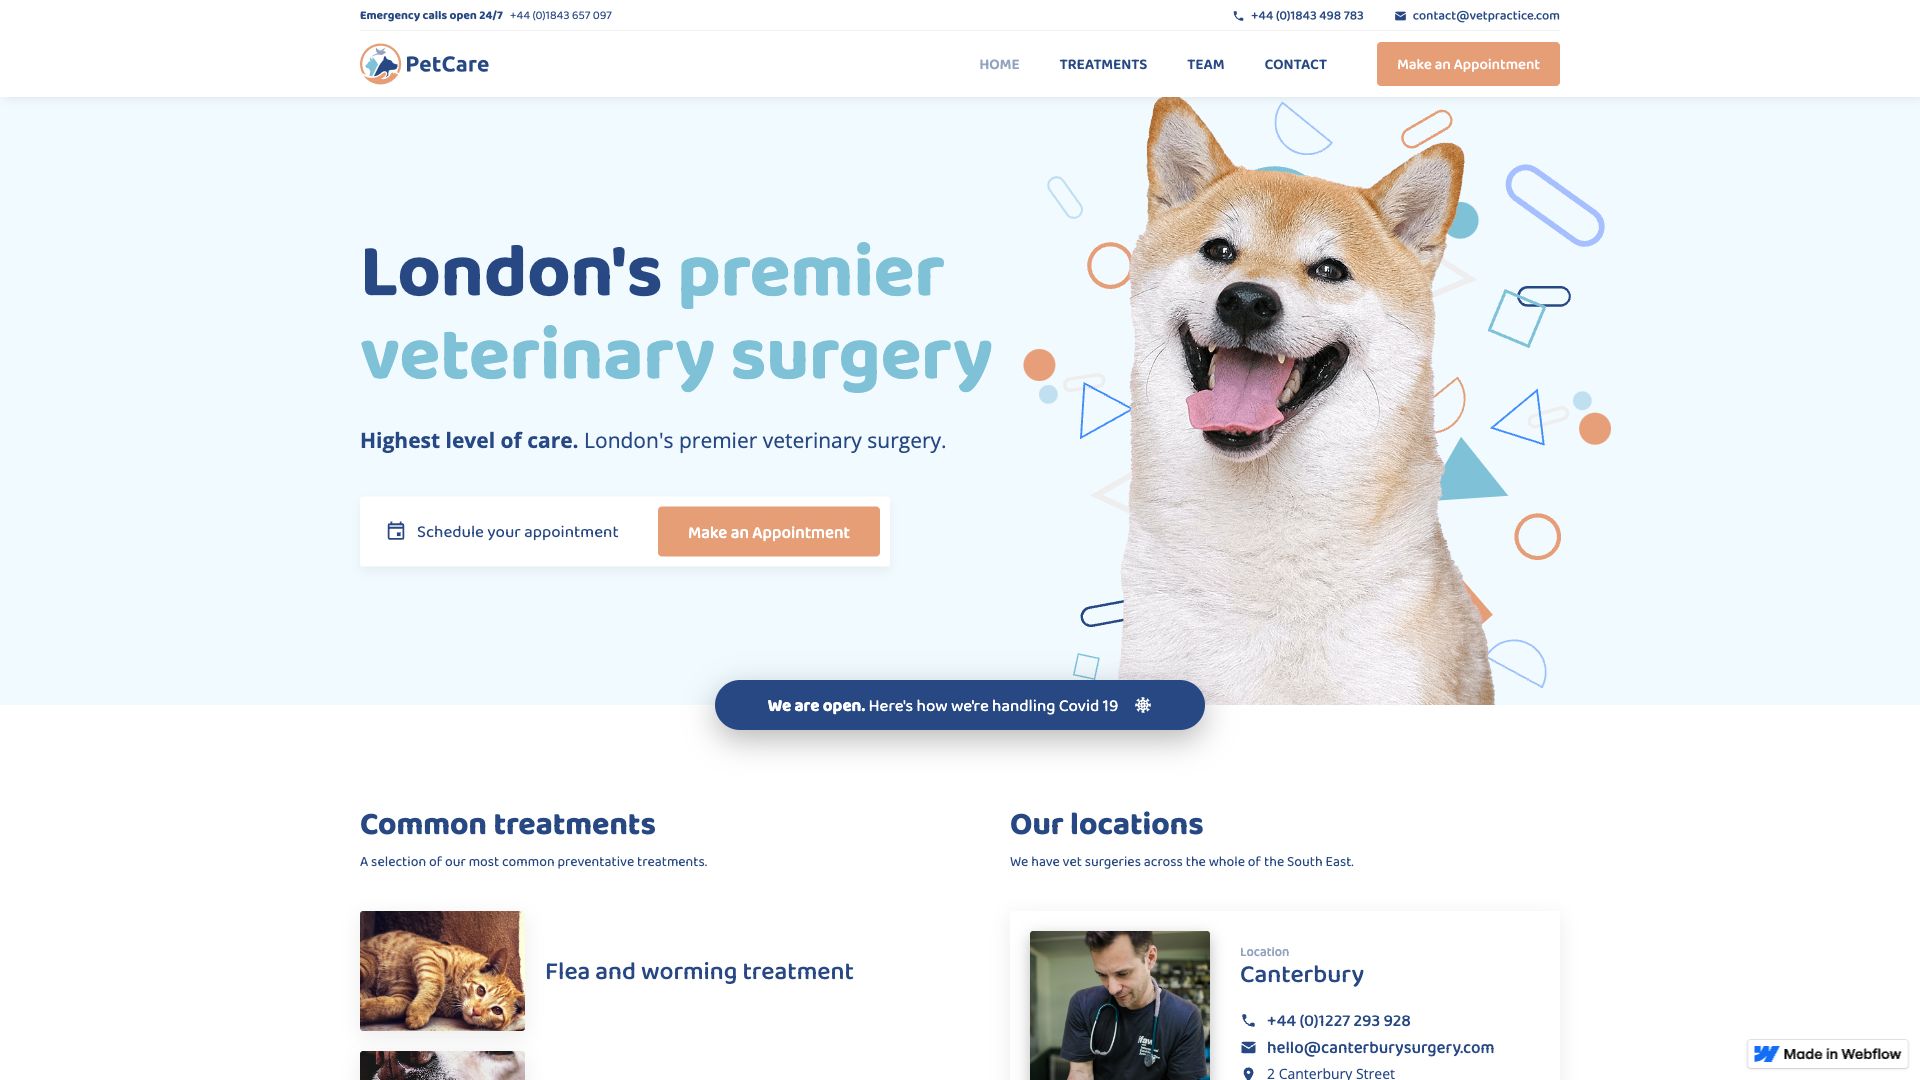 Emergency calls open 24/7 +44 (0)1843 657 097
+44 (0)1843 498 783
contact@vetpractice.com
PetCare
HOME
TREATMENTS
TEAM
CONTACT
Make an Appointment
London's premier
veterinary surgery
Highest level of care. London's premier veterinary surgery.
Schedule your appointment
Make an Appointment
We are open. Here's how we're handling Covid 19
Common treatments
A selection of our most common preventative treatments.
Flea and worming treatment
Our locations
We have vet surgeries across the whole of the South East.
Location
Canterbury
+44 (0)1227 293 928
hello@canterburysurgery.com
2 Canterbury Street
Made in Webflow